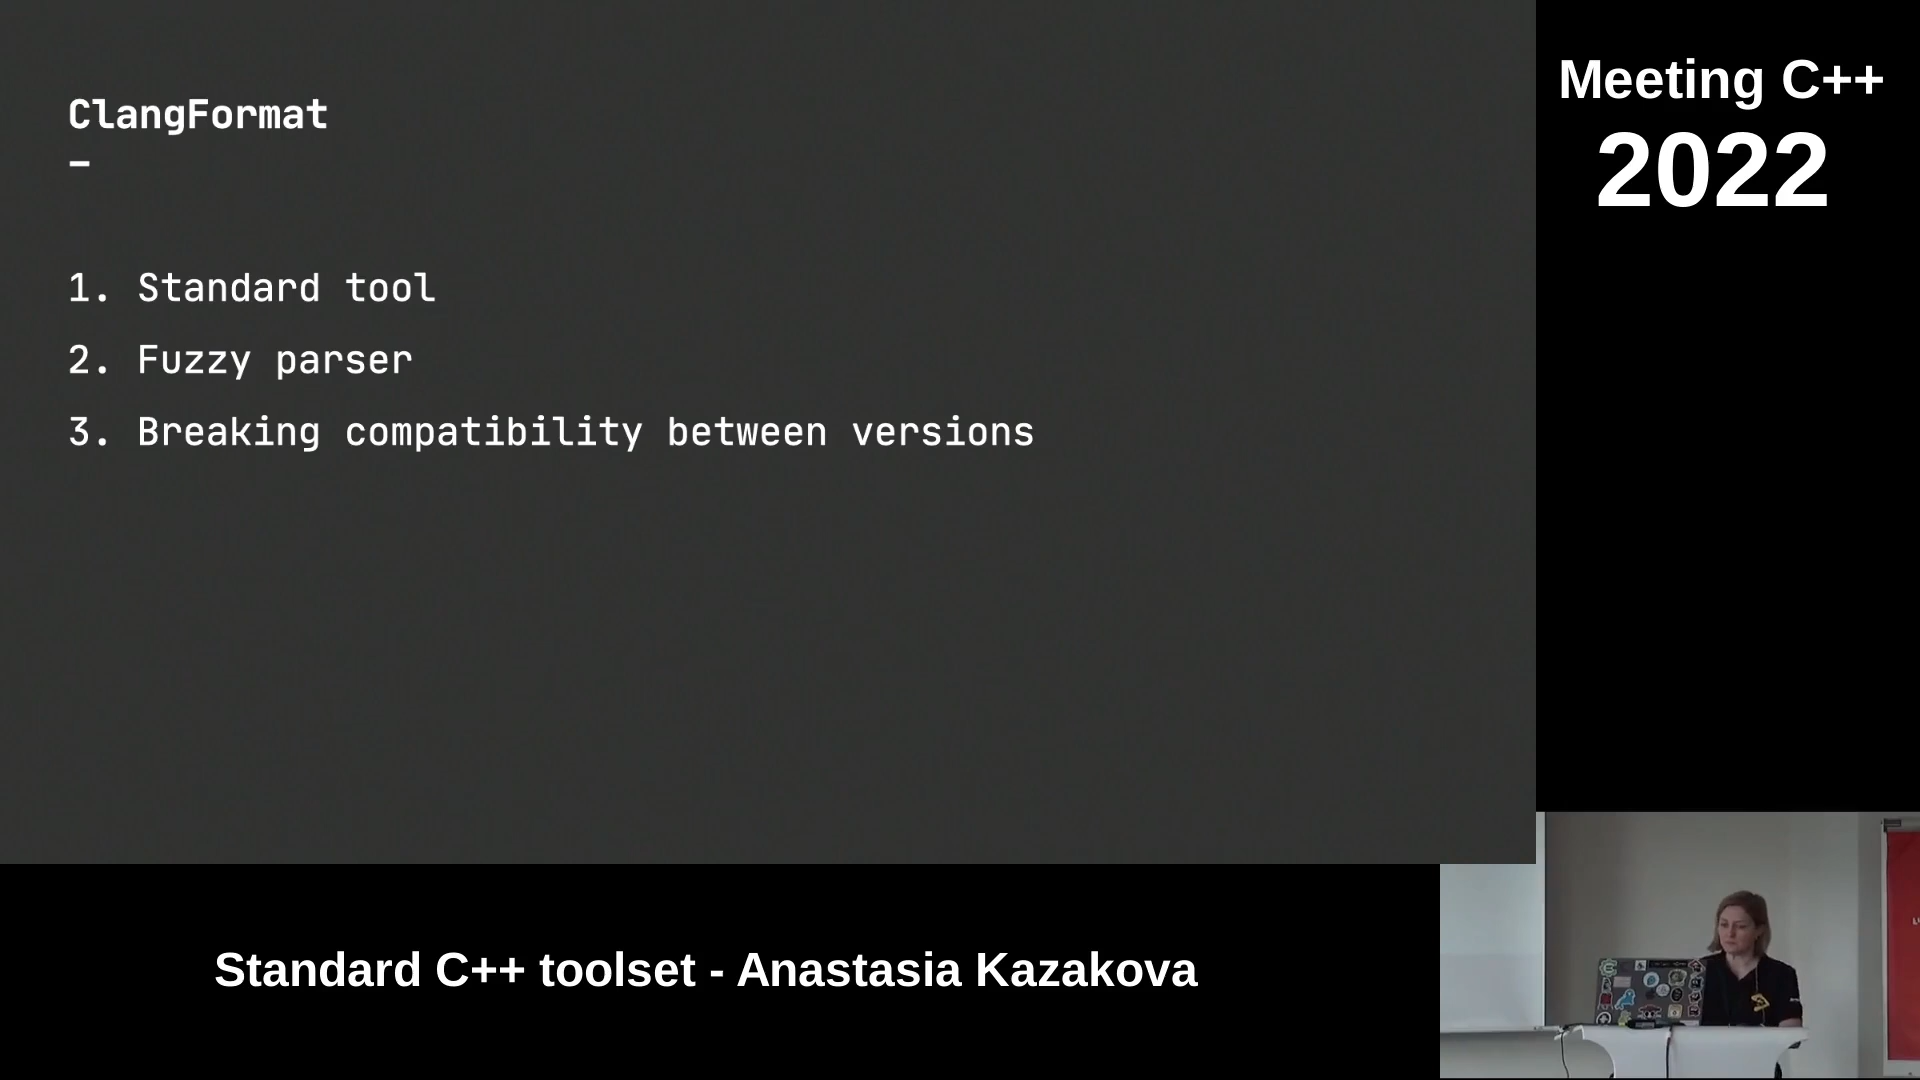 ClangFormat
–
1. Standard tool
2. Fuzzy parser
3. Breaking compatibility between versions
Meeting C++
2022
Standard C++ toolset - Anastasia Kazakova